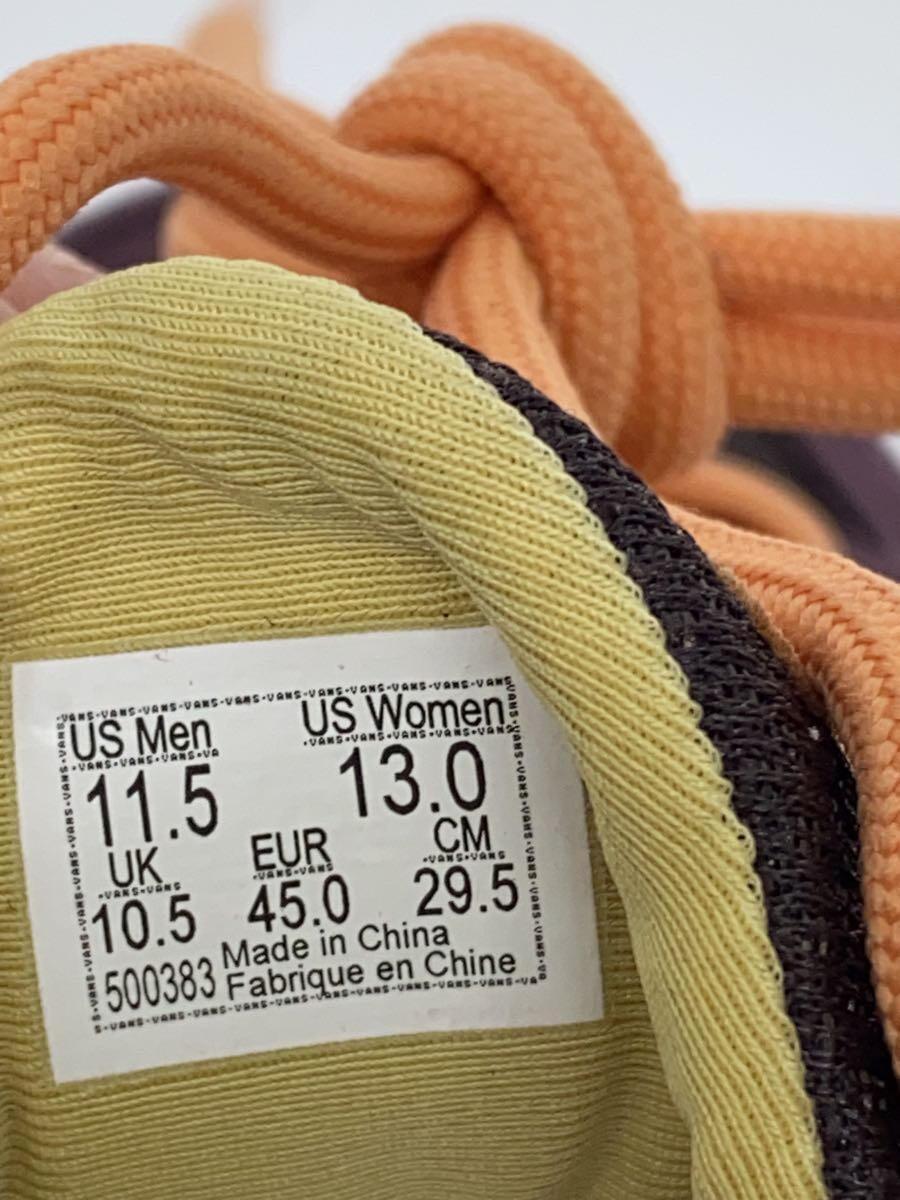 US Men US Women
11.5 13.0
UK EUR CM
10.5 45.0 29.5
500383 Made in China
Fabrique en Chine